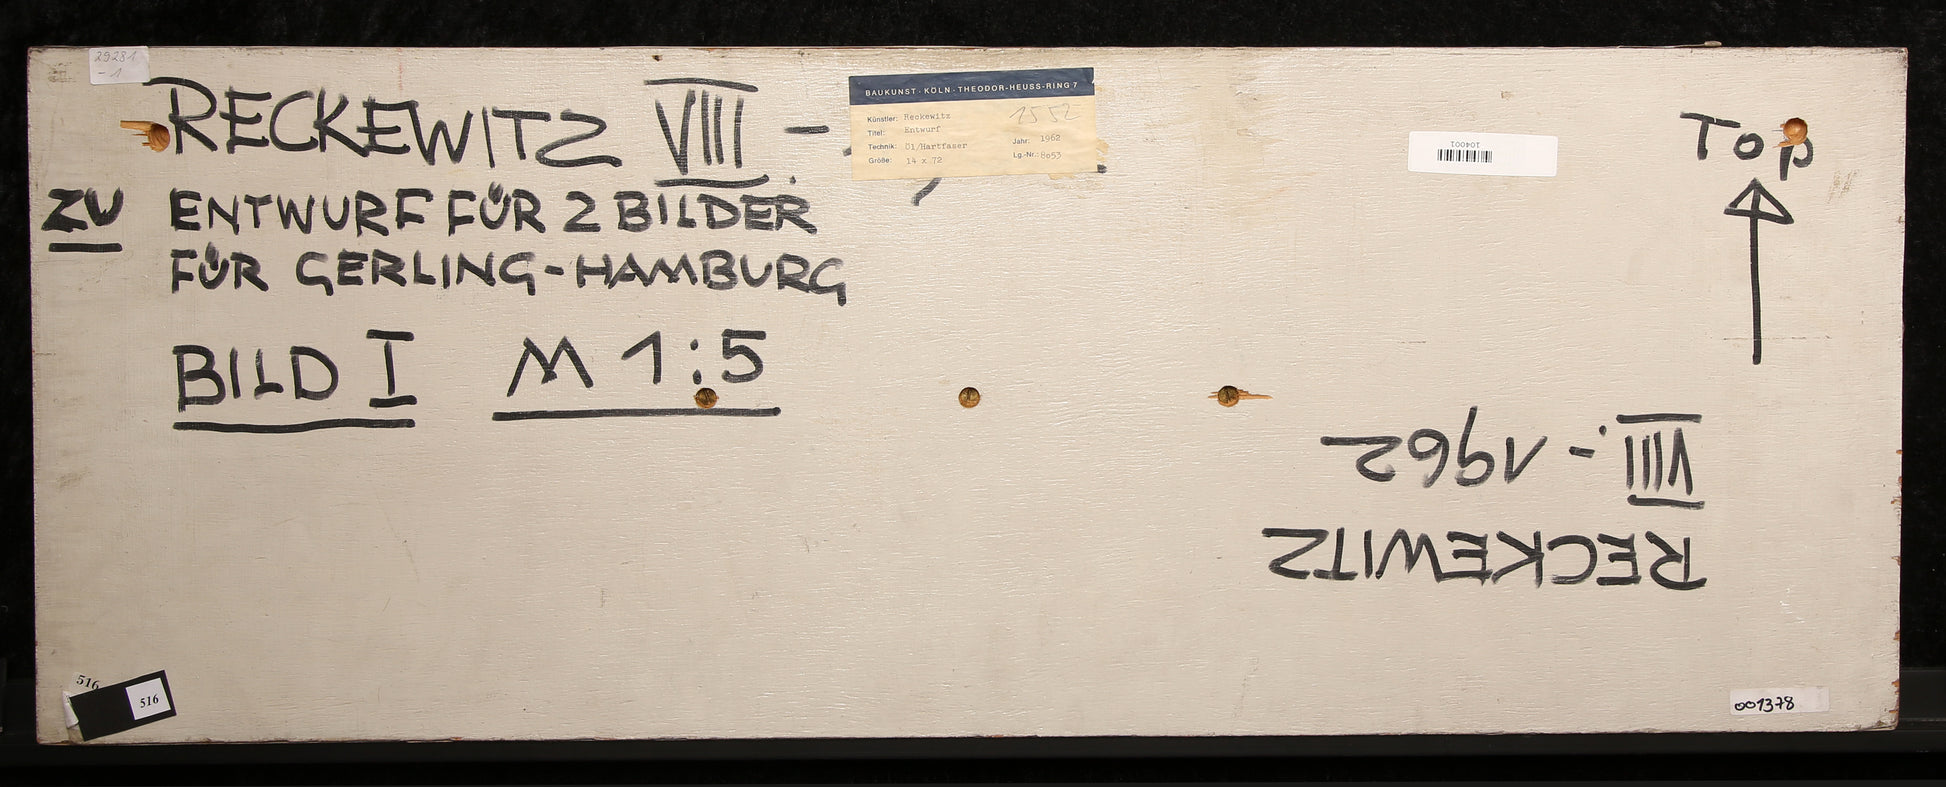 29281
- 1
RECKEWITZ VIII -
ZU ENTWURF FÜR 2 BILDER
FÜR GERLING-HAMBURG
BILD I M 1:5
BAUKUNST - KÖLN - THEODOR-HEUSS-RING 7
1552
Künstler: Reckewitz
Titel: Entwurf
Jahr: 1962
Technik: Öl/Hartfaser
Lg.-Nr.: 8053
Größe: 14 x 72
104001
Top
RECKEWITZ
VIII.- 1962
516
516
001378